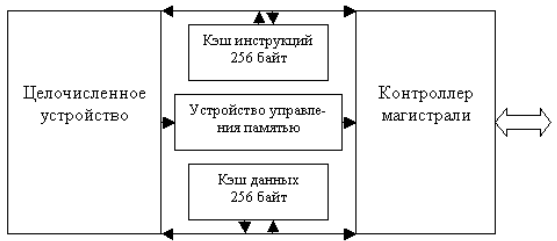 Целочисленное
устройство
Кэш инструкций
256 байт
Устройство управле-
ния памятью
Кэш данных
256 байт
Контроллер
магистрали